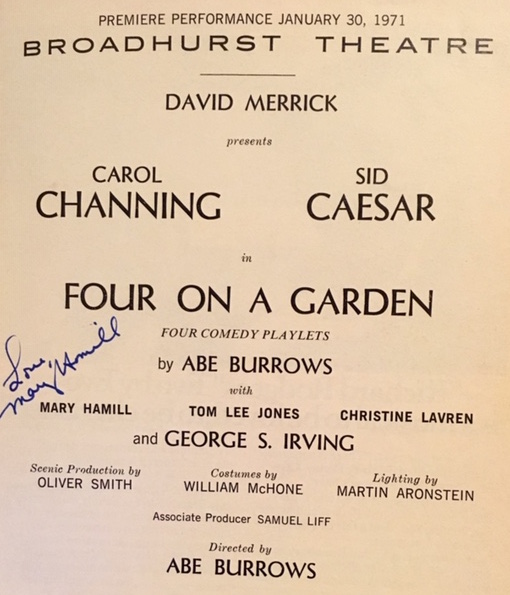 PREMIERE PERFORMANCE JANUARY 30, 1971
BROADHURST THEATRE
DAVID MERRICK
presents
CAROL CHANNING
SID CAESAR
in
FOUR ON A GARDEN
FOUR COMEDY PLAYLETS
by ABE BURROWS
with
Love,
Mary Hamill
MARY HAMILL TOM LEE JONES CHRISTINE LAVREN
and GEORGE S. IRVING
Scenic Production by
OLIVER SMITH
Costumes by
WILLIAM McHONE
Lighting by
MARTIN ARONSTEIN
Associate Producer SAMUEL LIFF
Directed by
ABE BURROWS